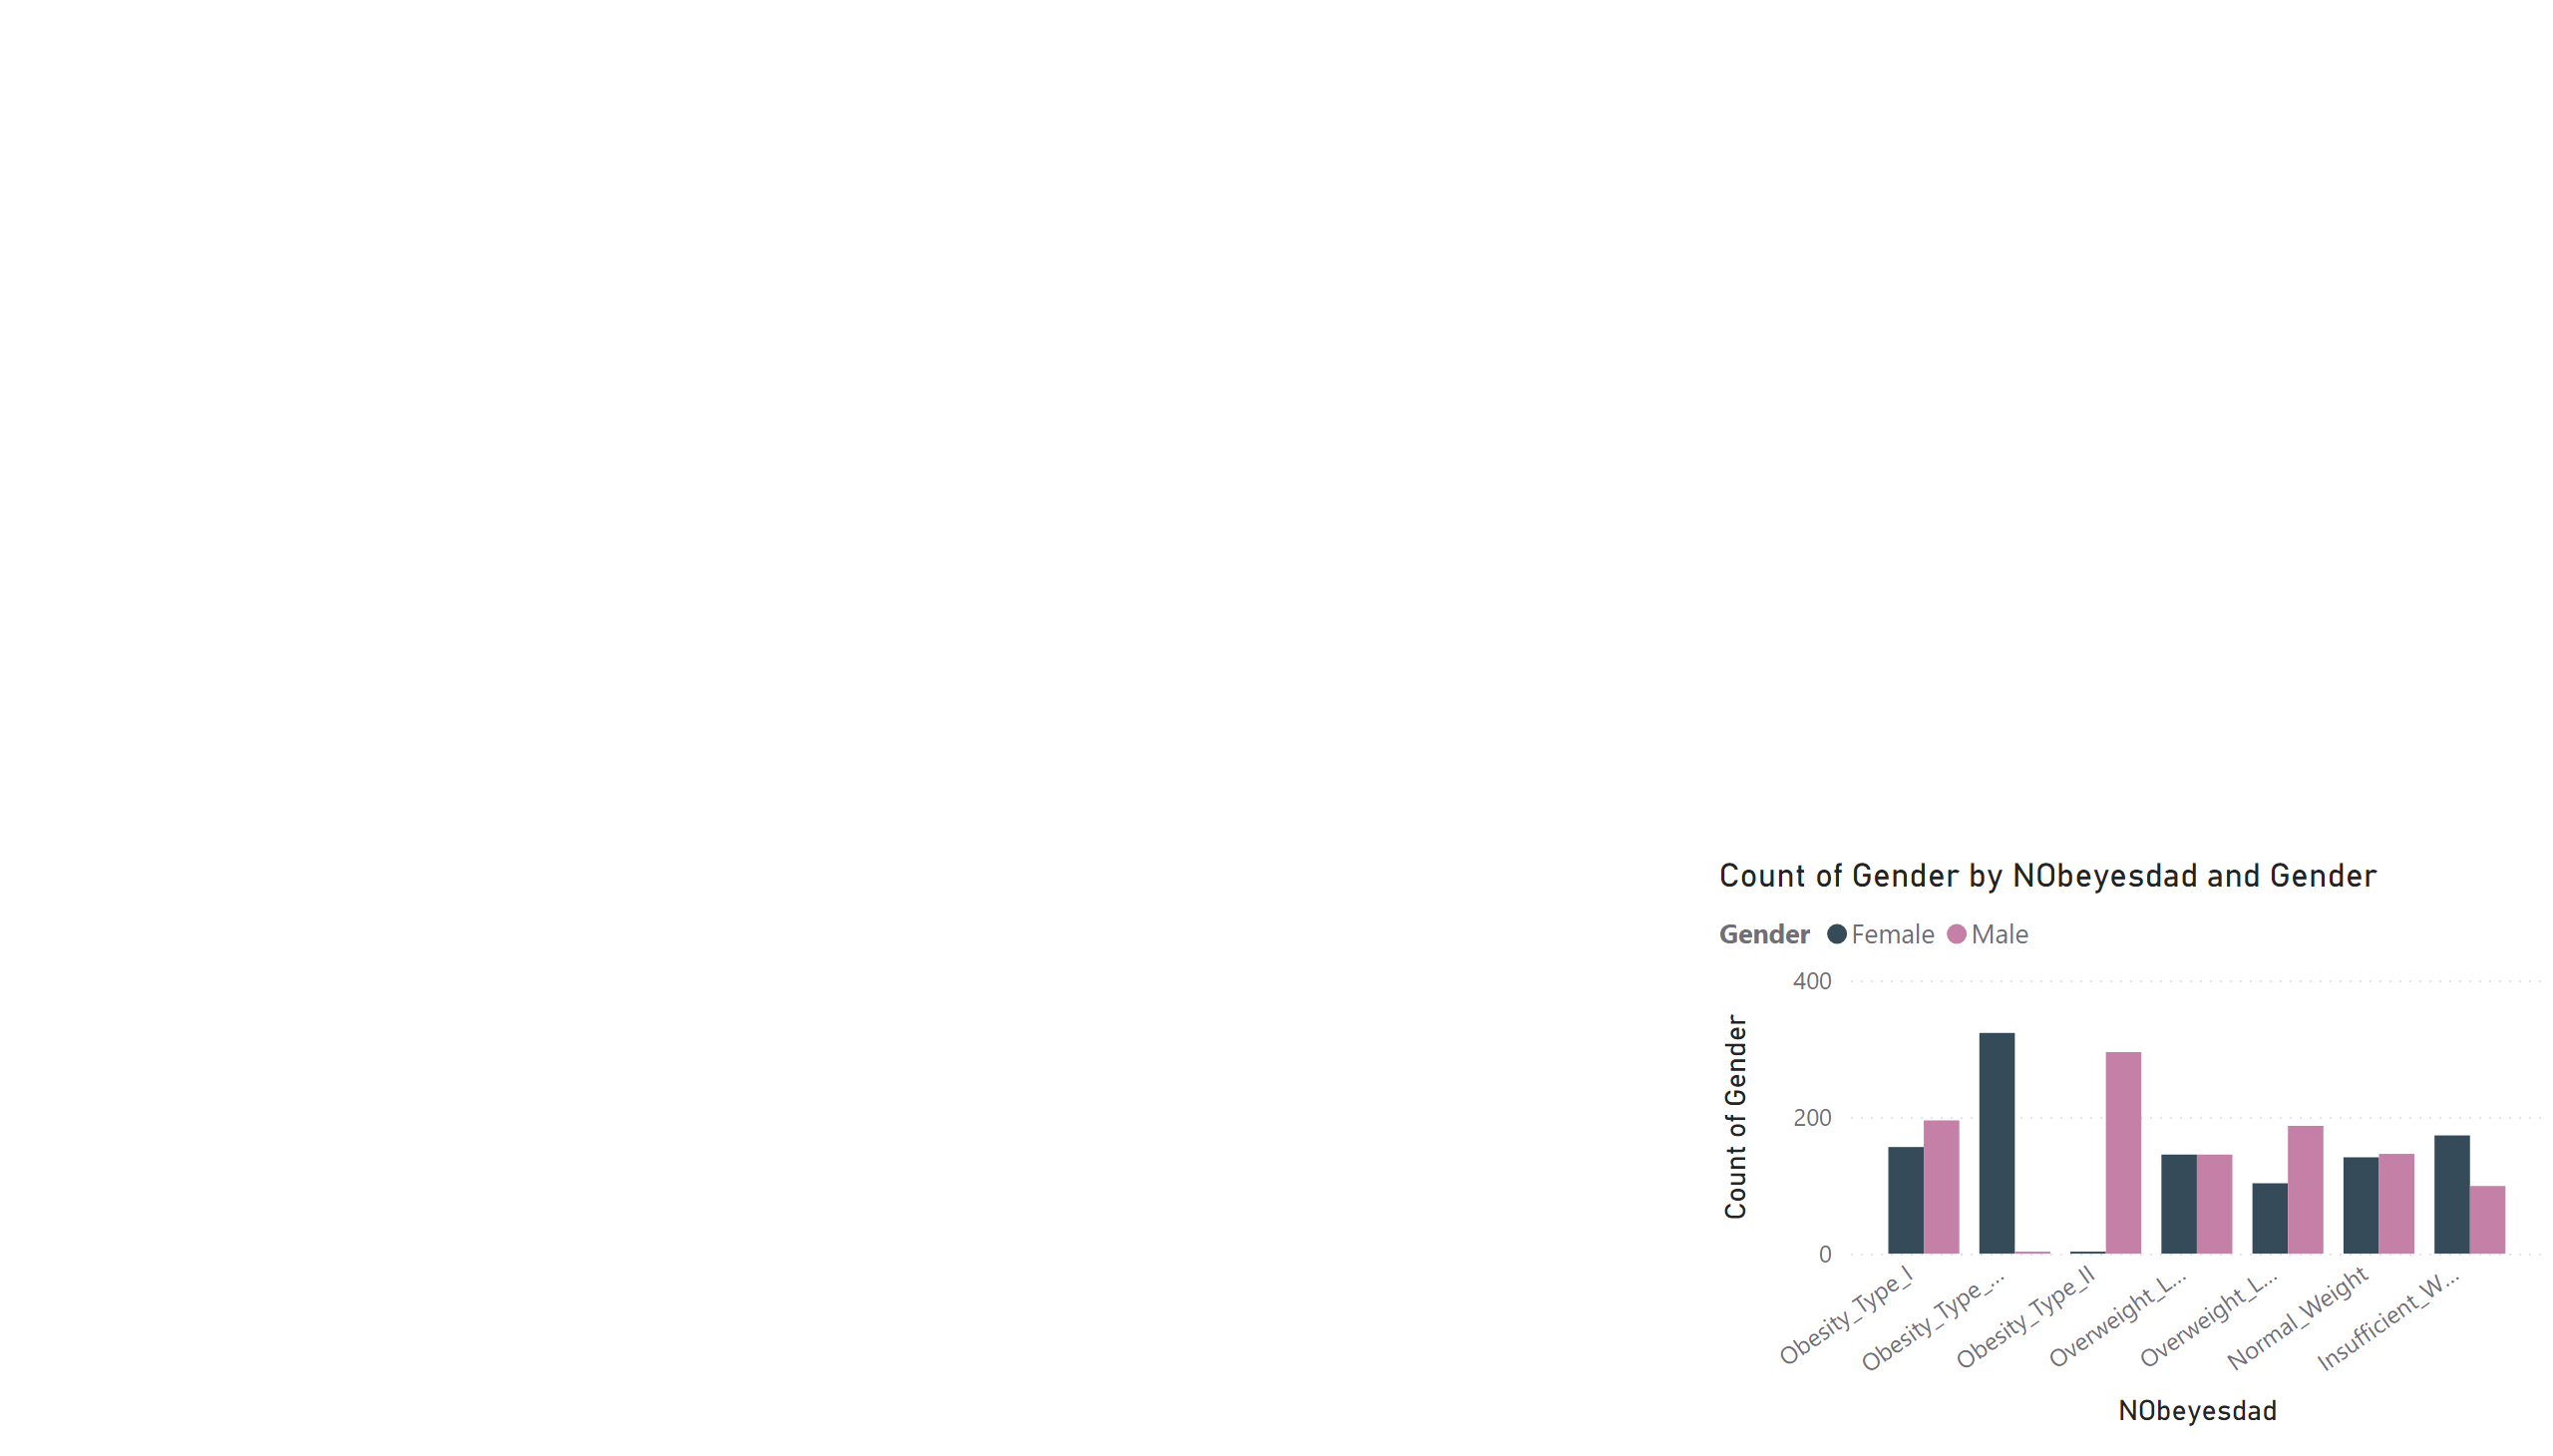 Count of Gender by NObeyesdad and Gender
Gender Female Male
400
200
0
Count of Gender
Obesity_Type_I
Obesity_Type_...
Obesity_Type_II
Overweight_L...
Overweight_L...
Normal_Weight
Insufficient_W...
NObeyesdad